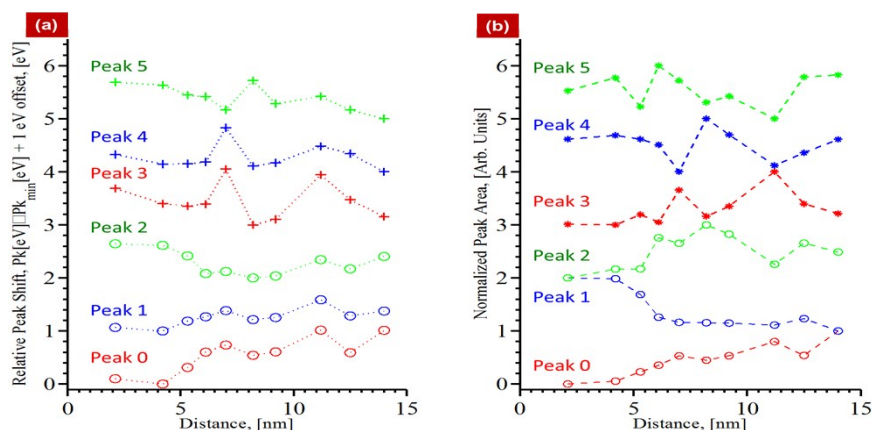 (a)
Relative Peak Shift, Pk[eV]□Pk_min[eV] + 1 eV offset, [eV]
6
5
4
3
2
1
0
Peak 5
Peak 4
Peak 3
Peak 2
Peak 1
Peak 0
0 5 10 15
Distance, [nm]
(b)
Normalized Peak Area, [Arb. Units]
6
5
4
3
2
1
0
Peak 5
Peak 4
Peak 3
Peak 2
Peak 1
Peak 0
0 5 10 15
Distance, [nm]